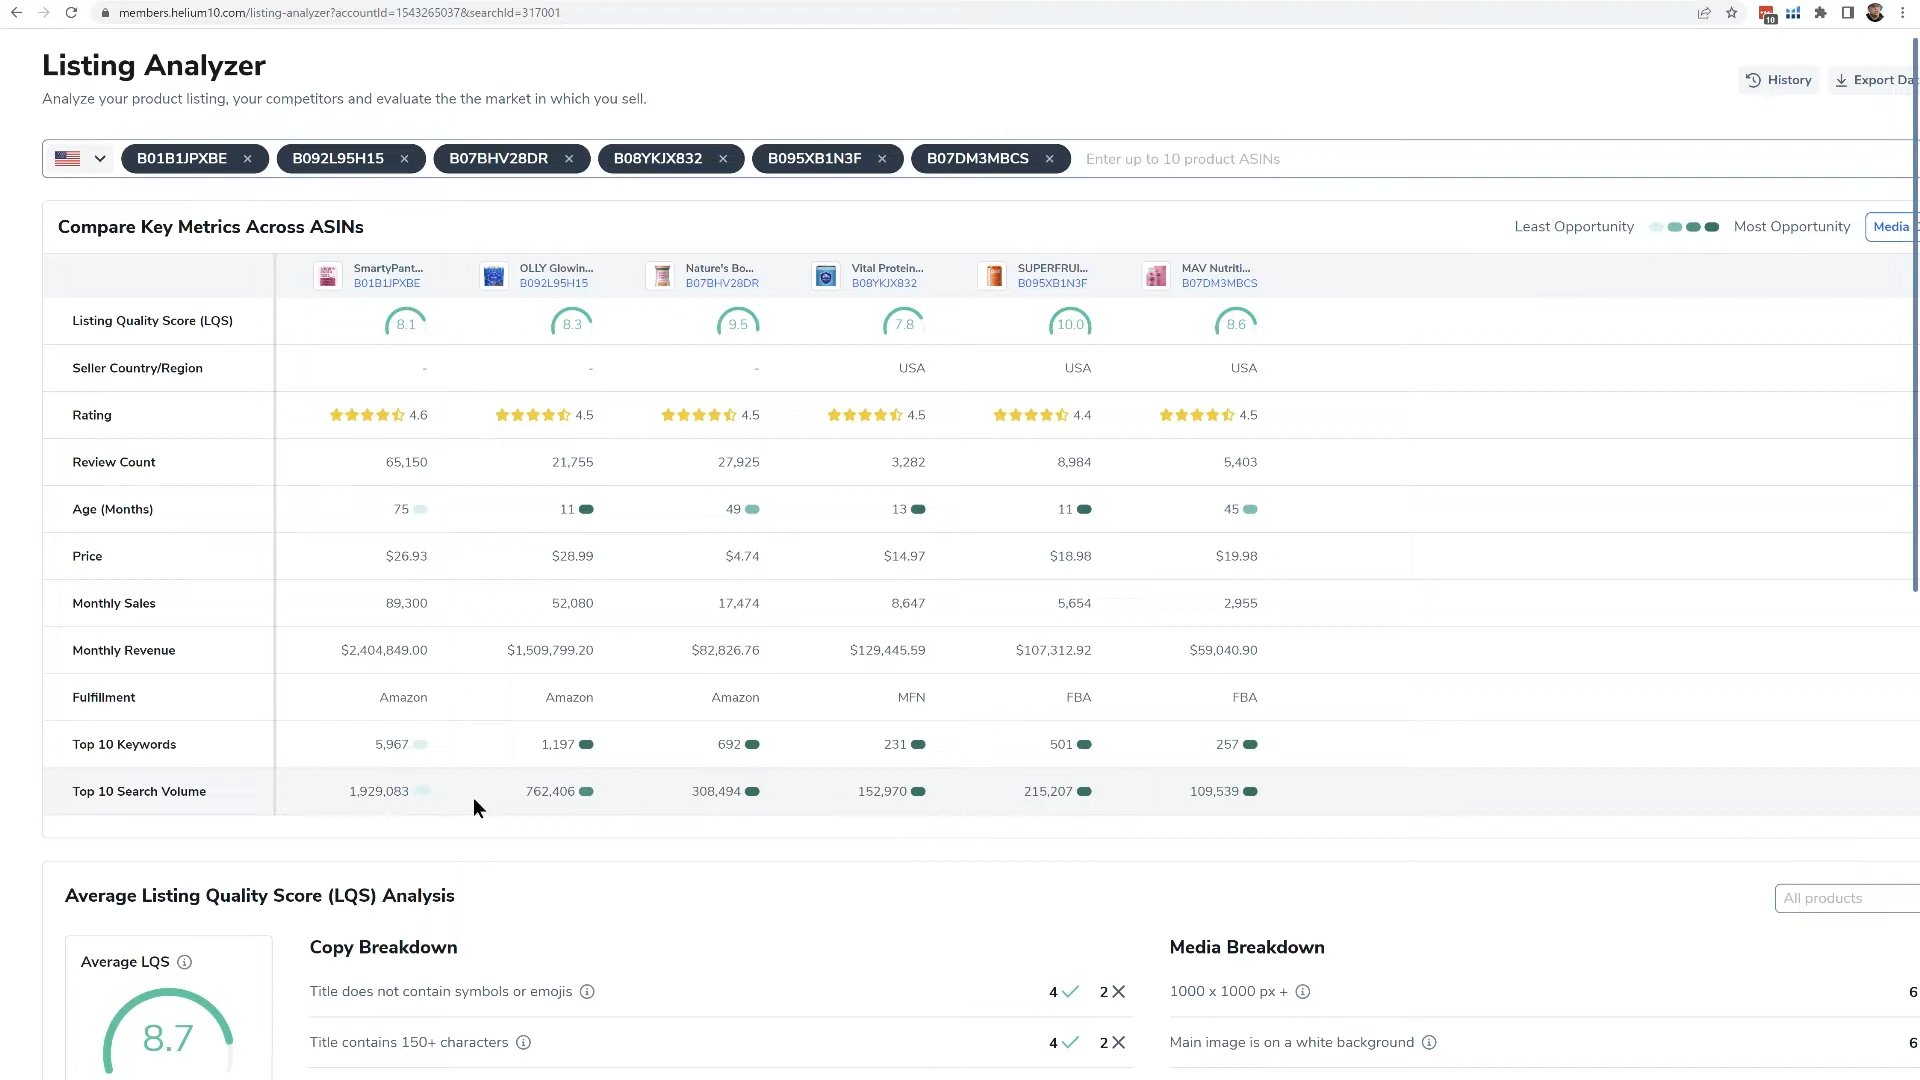 members.helium10.com/listing-analyzer?accountId=1543265037&searchId=317001
10
Listing Analyzer
Analyze your product listing, your competitors and evaluate the the market in which you sell.
History
Export Dat
B01B1JPXBE × B092L95H15 × B07BHV28DR × B08YKJX832 × B095XB1N3F × B07DM3MBCS × Enter up to 10 product ASINs
Compare Key Metrics Across ASINs
Least Opportunity Most Opportunity Media
SmartyPant... OLLY Glowin... Nature's Bo... Vital Protein... SUPERFRUI... MAV Nutriti...
B01B1JPXBE B092L95H15 B07BHV28DR B08YKJX832 B095XB1N3F B07DM3MBCS
Listing Quality Score (LQS) 8.1 8.3 9.5 7.8 10.0 8.6
Seller Country/Region - - - USA USA USA
Rating 4.6 4.5 4.5 4.5 4.4 4.5
Review Count 65,150 21,755 27,925 3,282 8,984 5,403
Age (Months) 75 11 49 13 11 45
Price $26.93 $28.99 $4.74 $14.97 $18.98 $19.98
Monthly Sales 89,300 52,080 17,474 8,647 5,654 2,955
Monthly Revenue $2,404,849.00 $1,509,799.20 $82,826.76 $129,445.59 $107,312.92 $59,040.90
Fulfillment Amazon Amazon Amazon MFN FBA FBA
Top 10 Keywords 5,967 1,197 692 231 501 257
Top 10 Search Volume 1,929,083 762,406 308,494 152,970 215,207 109,539
Average Listing Quality Score (LQS) Analysis
All products
Average LQS
8.7
Copy Breakdown
Title does not contain symbols or emojis 4 2
Title contains 150+ characters 4 2
Media Breakdown
1000 x 1000 px + 6
Main image is on a white background 6